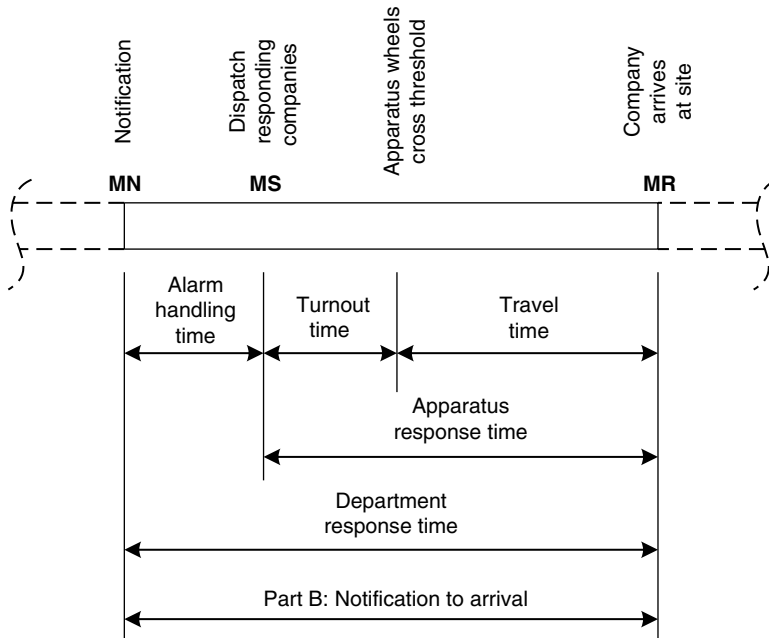 Notification
Dispatch
responding
companies
Apparatus wheels
cross threshold
Company
arrives
at site
MN
MS
MR
Alarm
handling
time
Turnout
time
Travel
time
Apparatus
response time
Department
response time
Part B: Notification to arrival